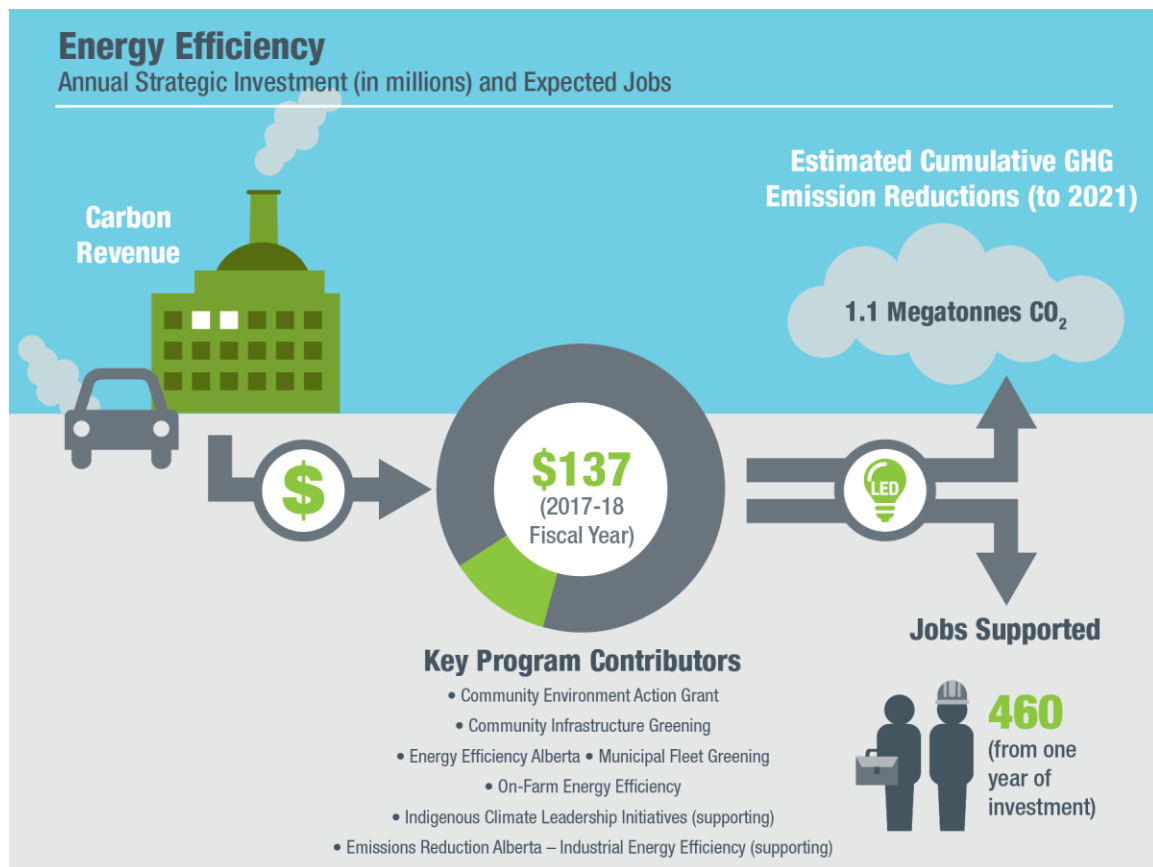 Energy Efficiency
Annual Strategic Investment (in millions) and Expected Jobs
Carbon
Revenue
Estimated Cumulative GHG
Emission Reductions (to 2021)
1.1 Megatonnes CO₂
$
$137
(2017-18
Fiscal Year)
LED
Key Program Contributors
• Community Environment Action Grant
• Community Infrastructure Greening
• Energy Efficiency Alberta • Municipal Fleet Greening
• On-Farm Energy Efficiency
• Indigenous Climate Leadership Initiatives (supporting)
• Emissions Reduction Alberta – Industrial Energy Efficiency (supporting)
Jobs Supported
460
(from one
year of
investment)